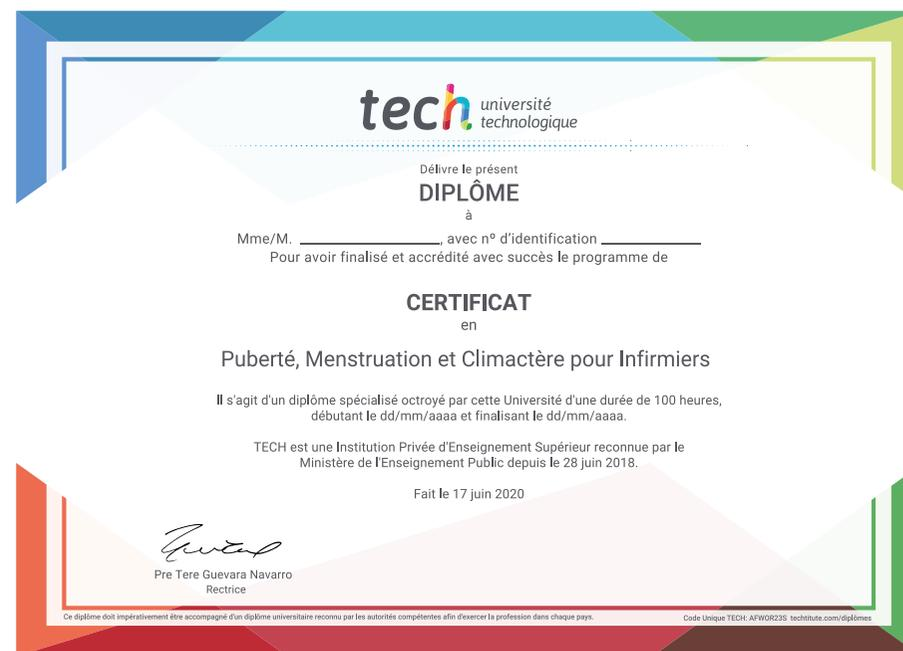 tech université
technologique
Délivre le présent
DIPLÔME
à
Mme/M. ____________________, avec nº d'identification ______________
Pour avoir finalisé et accrédité avec succès le programme de
CERTIFICAT
en
Puberté, Menstruation et Climactère pour Infirmiers
Il s'agit d'un diplôme spécialisé octroyé par cette Université d'une durée de 100 heures,
débutant le dd/mm/aaaa et finalisant le dd/mm/aaaa.
TECH est une Institution Privée d'Enseignement Supérieur reconnue par le
Ministère de l'Enseignement Public depuis le 28 juin 2018.
Fait le 17 juin 2020
Pre Tere Guevara Navarro
Rectrice
Ce diplôme doit impérativement être accompagné d'un diplôme universitaire reconnu par les autorités compétentes afin d'exercer la profession dans chaque pays.
Code Unique TECH: AFWOR23S techtitute.com/diplômes